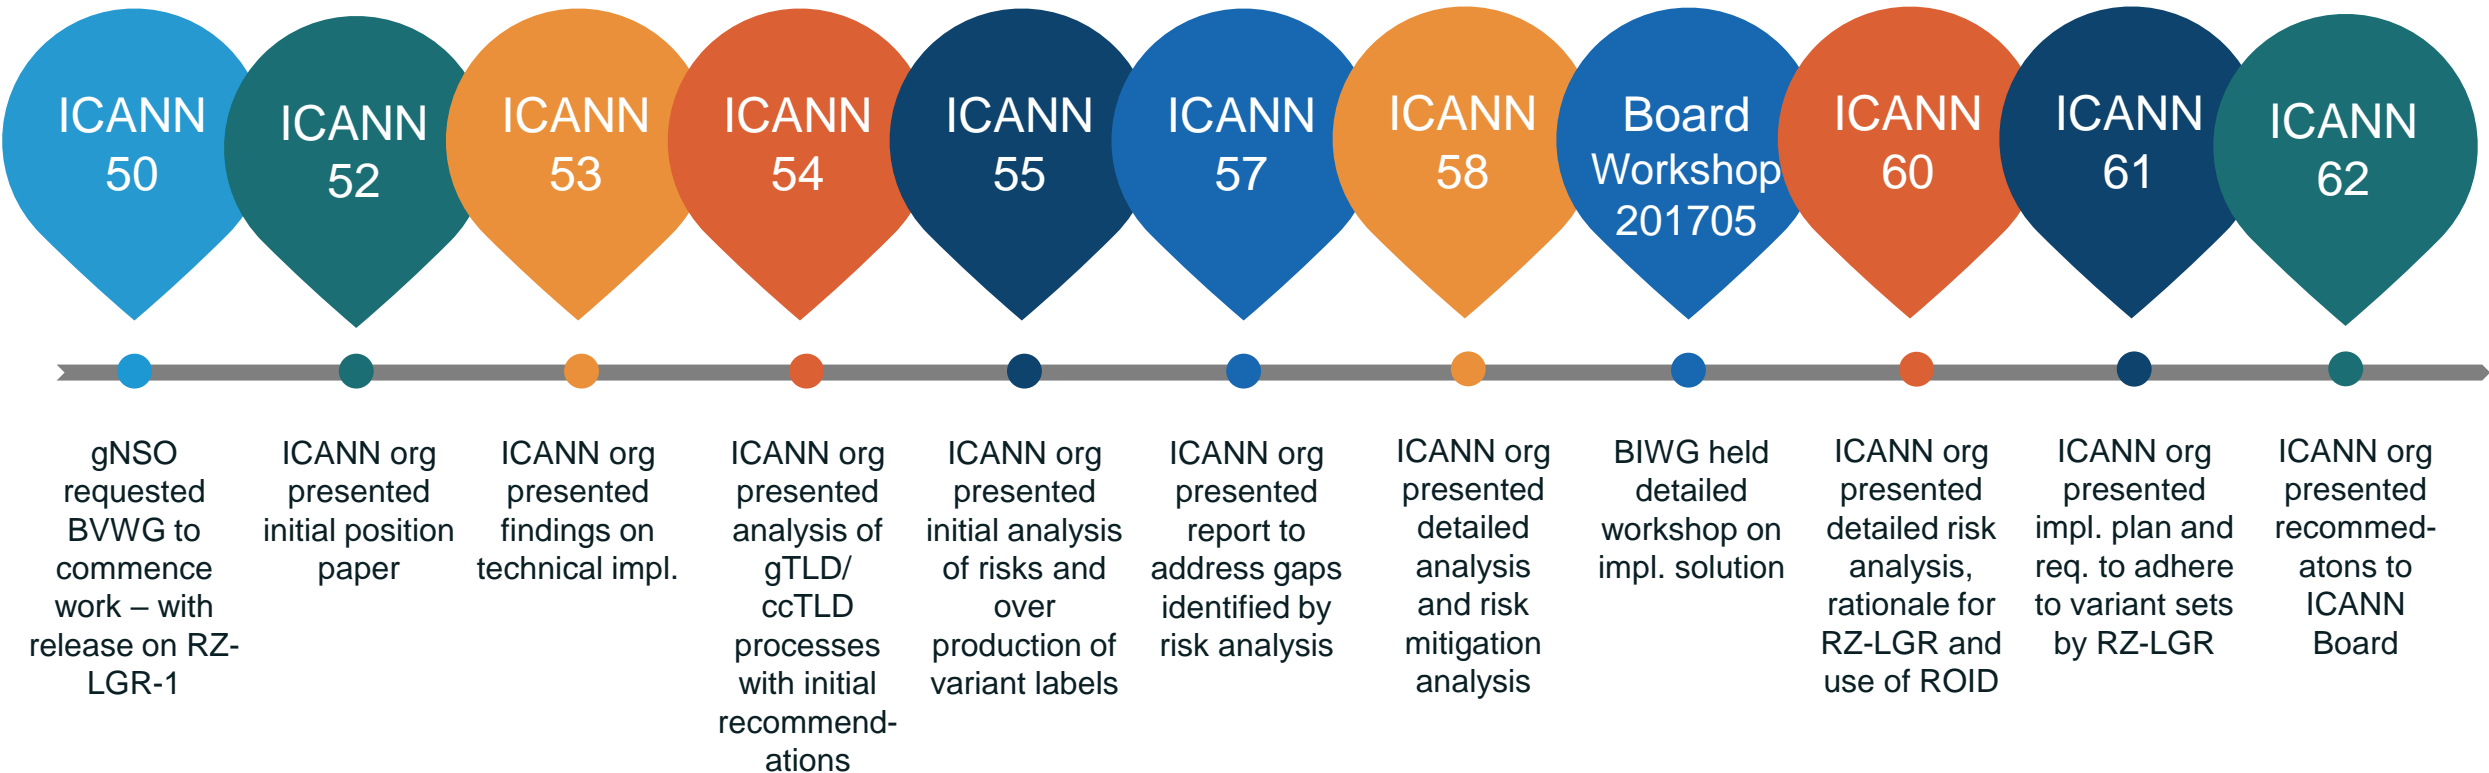 ICANN
50
ICANN
52
ICANN
53
ICANN
54
ICANN
55
ICANN
57
ICANN
58
Board
Workshop
201705
ICANN
60
ICANN
61
ICANN
62
gNSO
requested
BVWG to
commence
work – with
release on RZ-
LGR-1
ICANN org
presented
initial position
paper
ICANN org
presented
findings on
technical impl.
ICANN org
presented
analysis of
gTLD/
ccTLD
processes
with initial
recommend-
ations
ICANN org
presented
initial analysis
of risks and
over
production of
variant labels
ICANN org
presented
report to
address gaps
identified by
risk analysis
ICANN org
presented
detailed
analysis
and risk
mitigation
analysis
BIWG held
detailed
workshop on
impl. solution
ICANN org
presented
detailed risk
analysis,
rationale for
RZ-LGR and
use of ROID
ICANN org
presented
impl. plan and
req. to adhere
to variant sets
by RZ-LGR
ICANN org
presented
recommed-
atons to
ICANN
Board